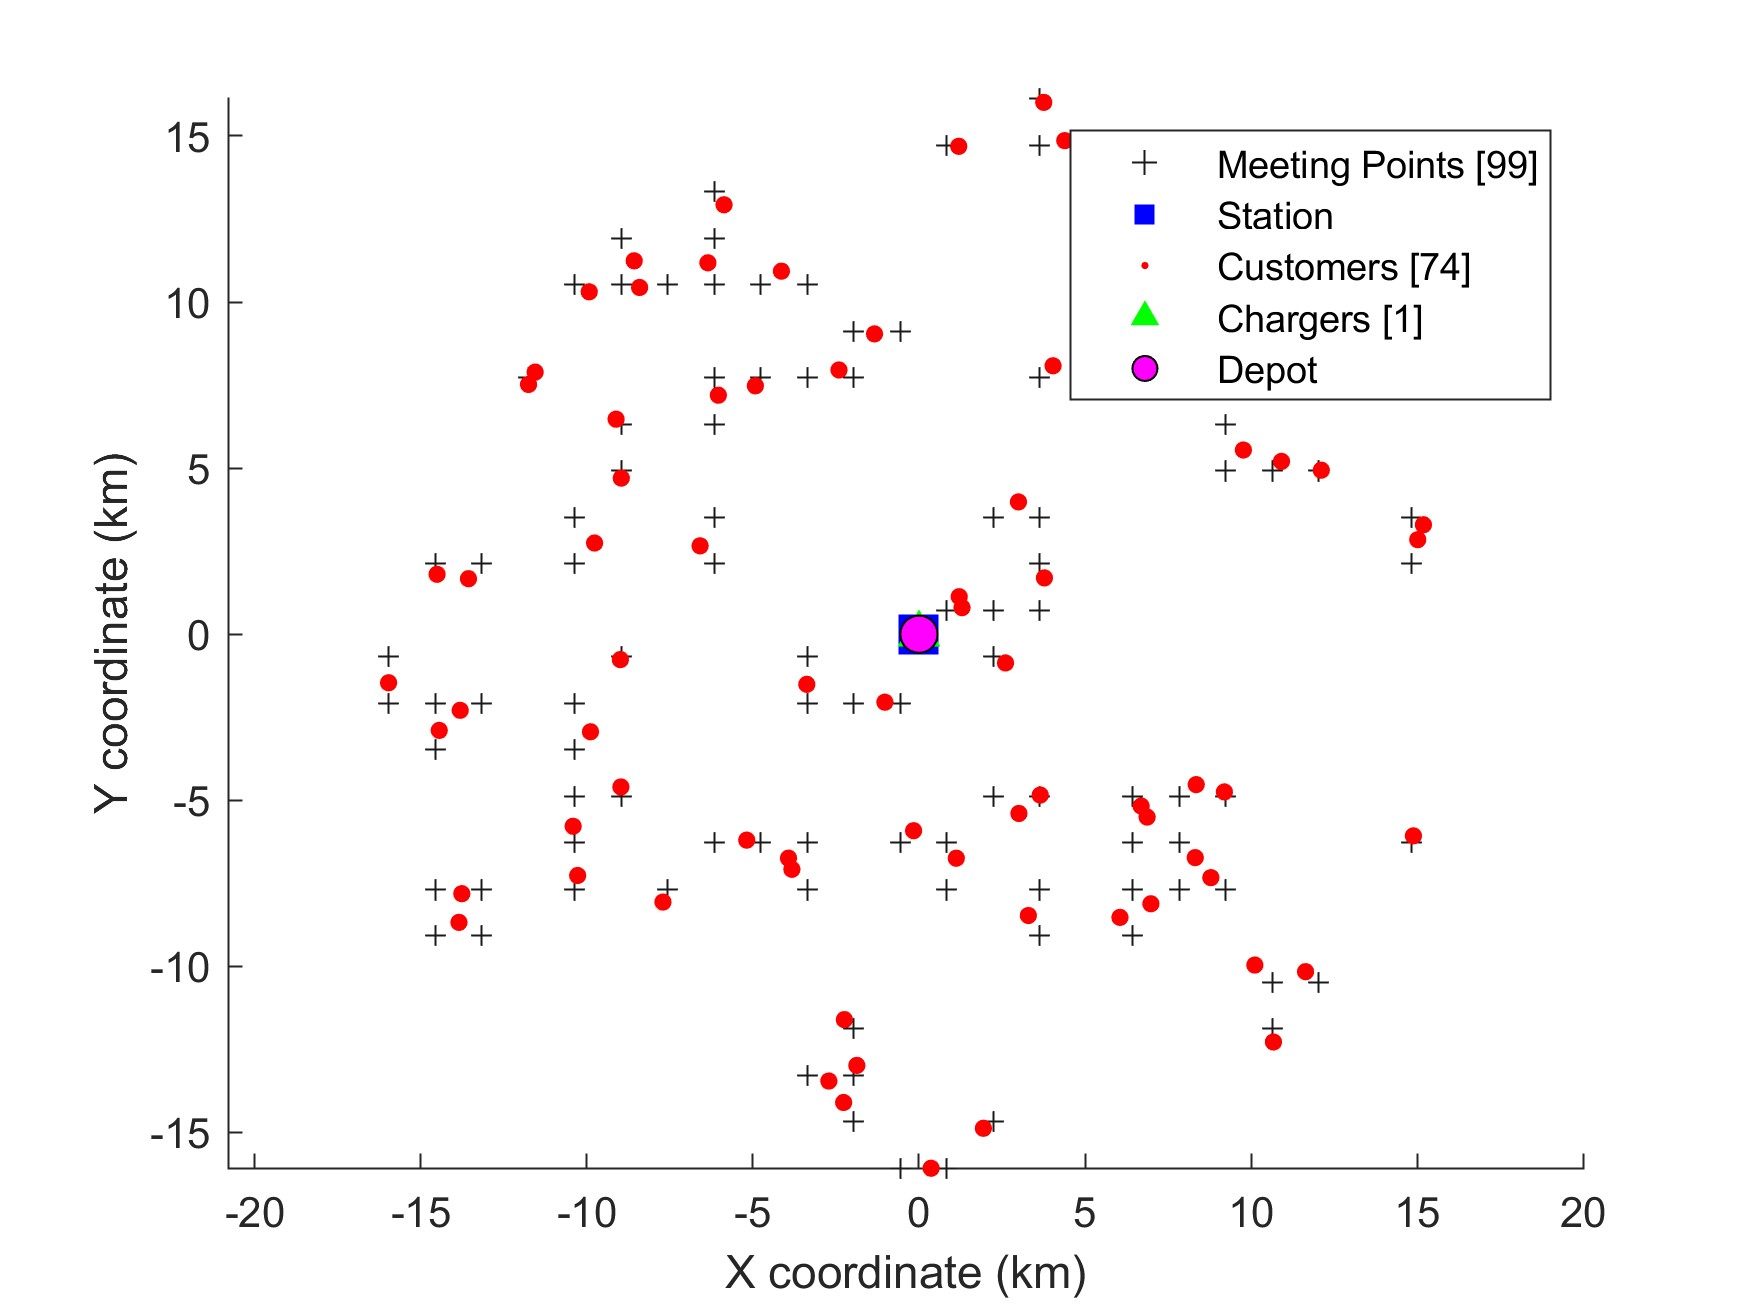 15
10
5
0
-5
-10
-15
Y coordinate (km)
Meeting Points [99]
Station
Customers [74]
Chargers [1]
Depot
-20 -15 -10 -5 0 5 10 15 20
X coordinate (km)